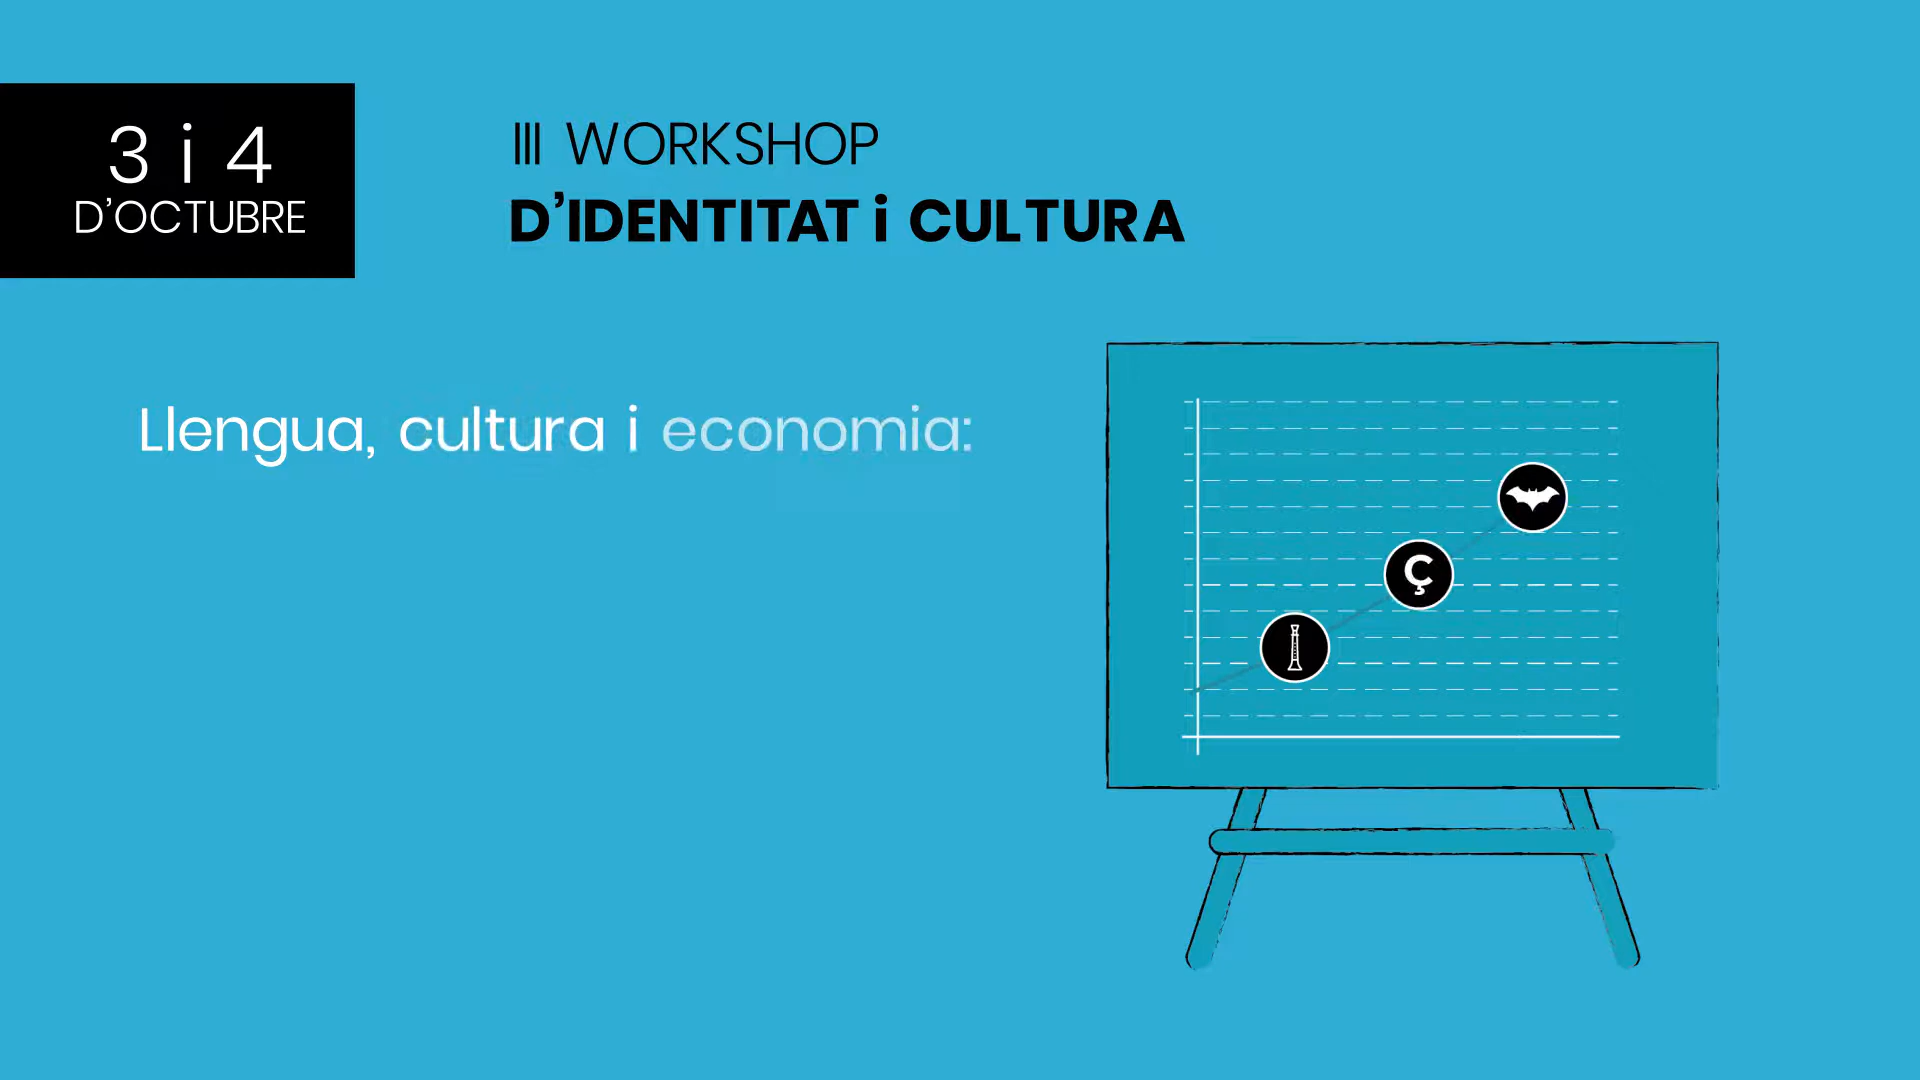 3 i 4
D'OCTUBRE
III WORKSHOP
D'IDENTITAT i CULTURA
Llengua, cultura i economia:
Ç